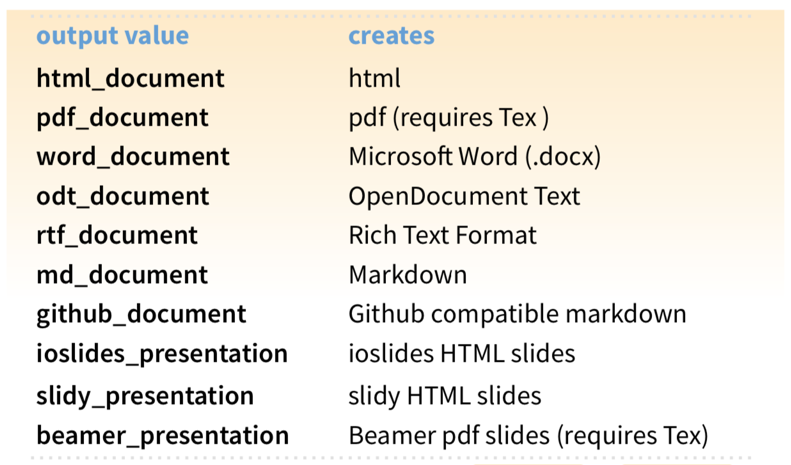 output value creates
html_document html
pdf_document pdf (requires Tex )
word_document Microsoft Word (.docx)
odt_document OpenDocument Text
rtf_document Rich Text Format
md_document Markdown
github_document Github compatible markdown
ioslides_presentation ioslides HTML slides
slidy_presentation slidy HTML slides
beamer_presentation Beamer pdf slides (requires Tex)